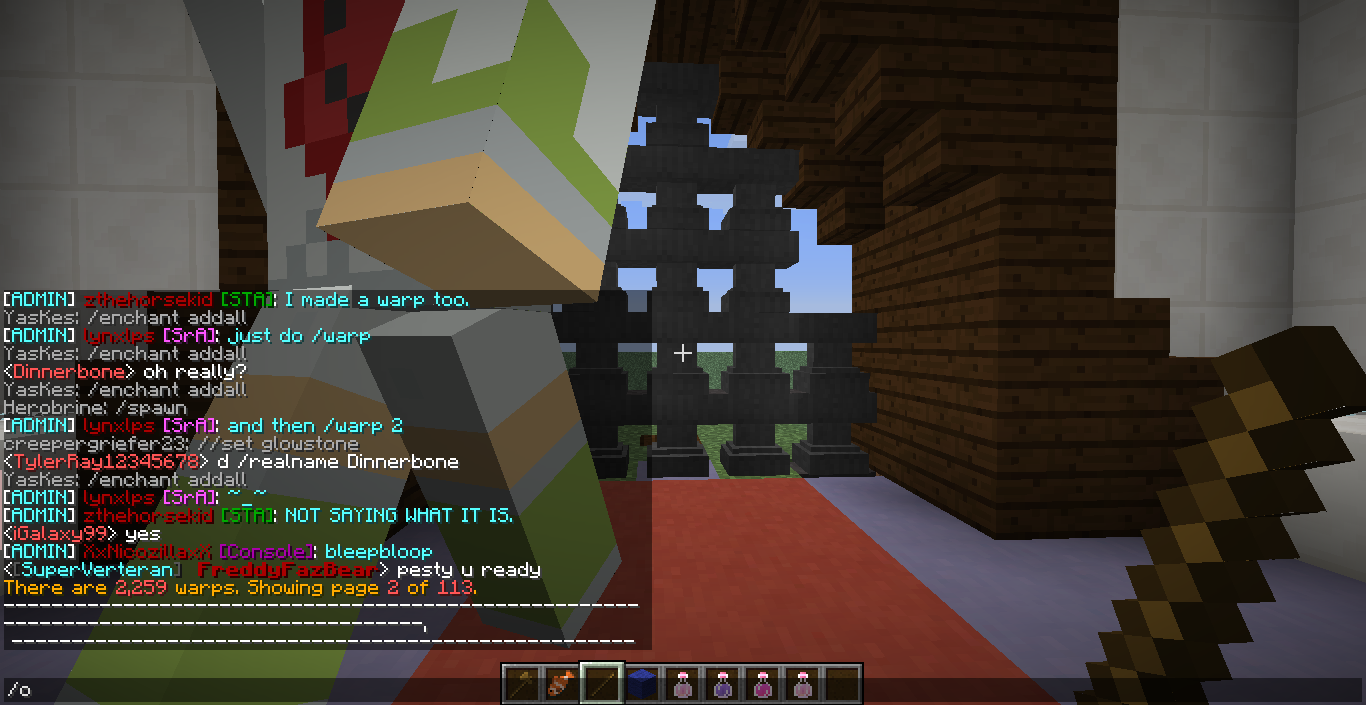 [ADMIN] zthehorsekid [STA]: I made a warp too.
YasKes: /enchant addall
[ADMIN] lynxlps [SrA]: just do /warp
YasKes: /enchant addall
<Dinnerbone> oh really?
YasKes: /enchant addall
Herobrine: /spawn
[ADMIN] lynxlps [SrA]: and then /warp 2
creepergriefer23: //set glowstone
<TylerRay12345678> d /realname Dinnerbone
YasKes: /enchant addall
[ADMIN] lynxlps [SrA]: ~_~
[ADMIN] zthehorsekid [STA]: NOT SAYING WHAT IT IS.
<iGalaxy99> yes
[ADMIN] XxNicozillaxX [Console]: bleepbloop
<[SuperVerteran] FreddyFazBear> pesty u ready
There are 2,259 warps. Showing page 2 of 113.
/o